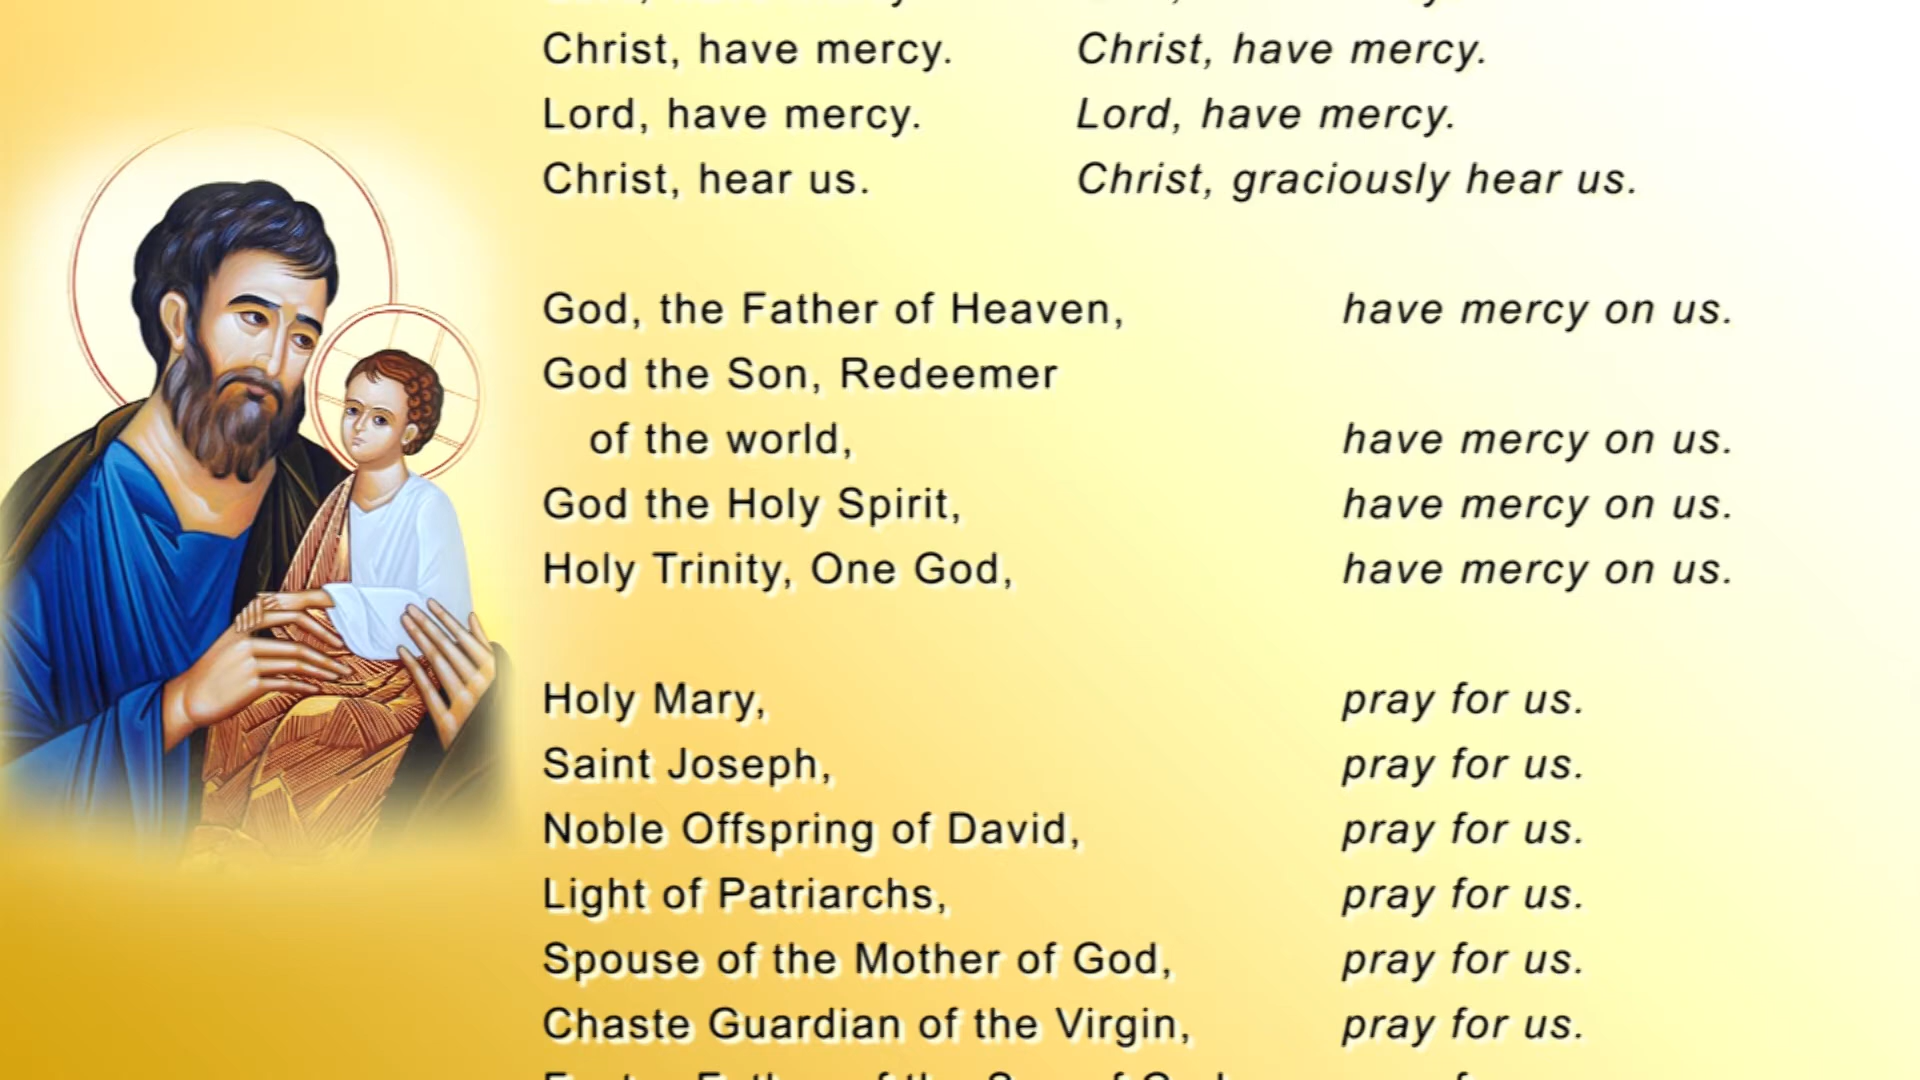 Christ, have mercy. Christ, have mercy.
Lord, have mercy. Lord, have mercy.
Christ, hear us. Christ, graciously hear us.
God, the Father of Heaven, have mercy on us.
God the Son, Redeemer
of the world, have mercy on us.
God the Holy Spirit, have mercy on us.
Holy Trinity, One God, have mercy on us.
Holy Mary, pray for us.
Saint Joseph, pray for us.
Noble Offspring of David, pray for us.
Light of Patriarchs, pray for us.
Spouse of the Mother of God, pray for us.
Chaste Guardian of the Virgin, pray for us.